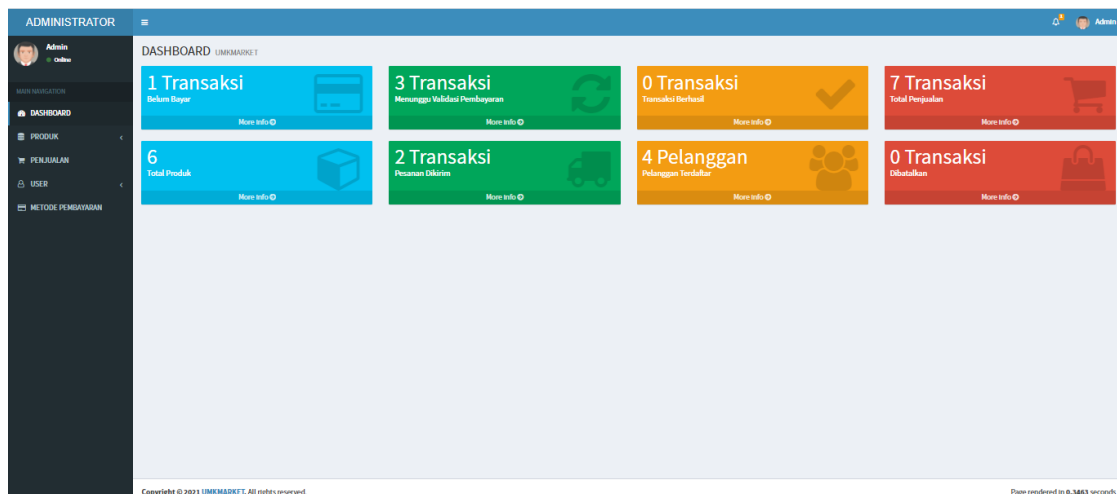 ADMINISTRATOR
Admin
Admin
Online
DASHBOARD UMKMARKET
MAIN NAVIGATION
DASHBOARD
PRODUK
PENJUALAN
USER
METODE PEMBAYARAN
1 Transaksi
Belum Bayar
More info
3 Transaksi
Menunggu Validasi Pembayaran
More info
0 Transaksi
Transaksi Berhasil
More info
7 Transaksi
Total Penjualan
More info
6
Total Produk
More info
2 Transaksi
Pesanan Dikirim
More info
4 Pelanggan
Pelanggan Terdaftar
More info
0 Transaksi
Dibatalkan
More info
Copyright © 2021 UMKMARKET. All rights reserved
Page rendered in 0.3463 seconds